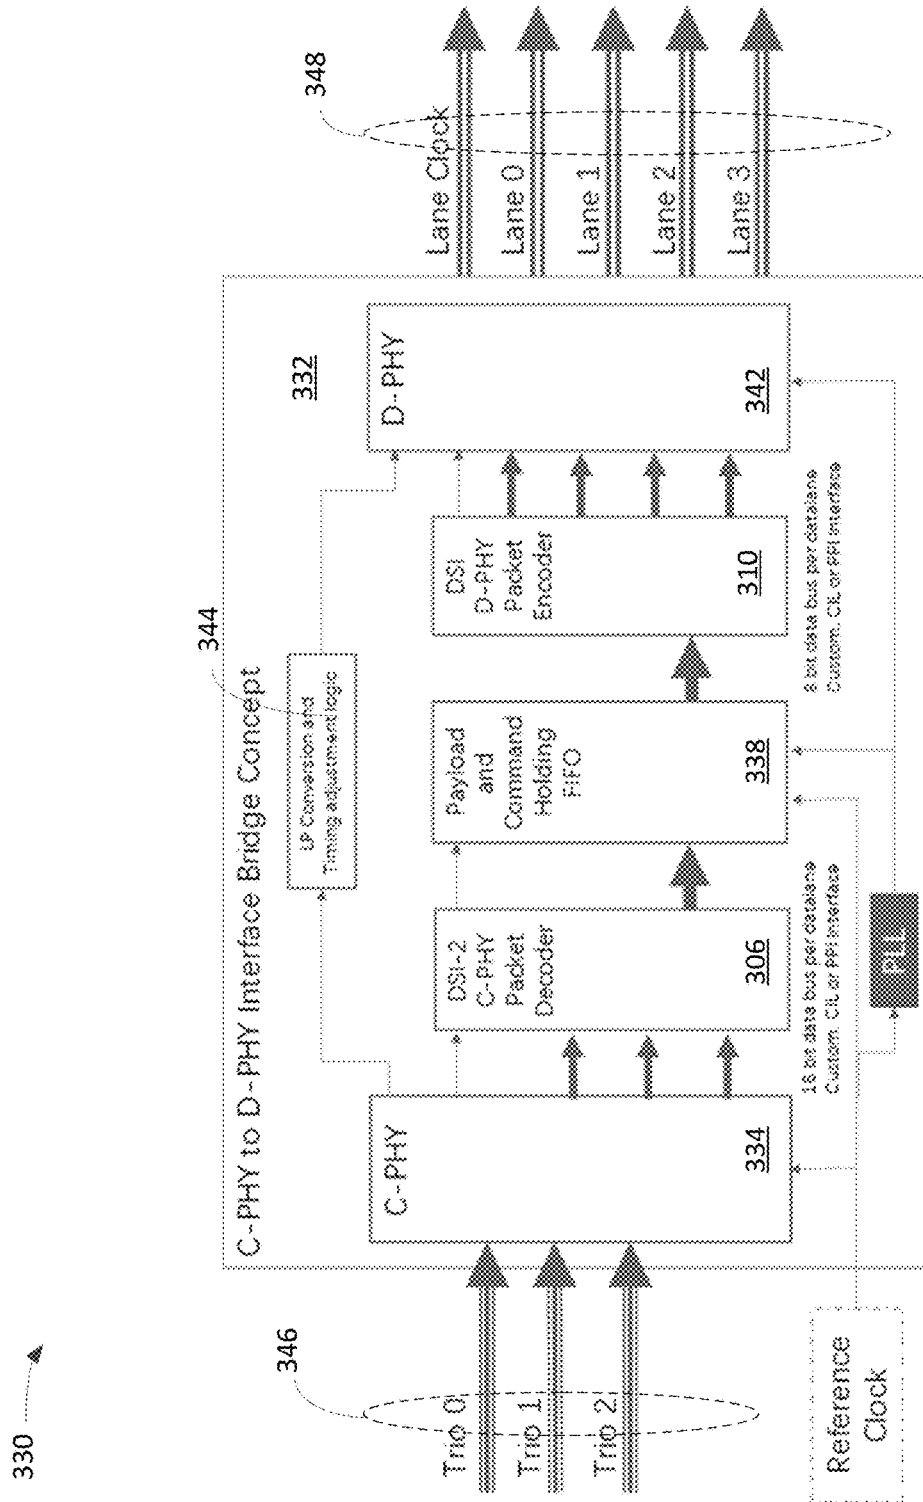 330
C-PHY to D-PHY Interface Bridge Concept
344
LP Conversion and
Timing adjustment logic
332
346
Trio 0
Trio 1
Trio 2
C-PHY
334
DSI-2
C-PHY
Packet
Decoder
306
Payload
and
Command
Holding
FIFO
338
DSI
D-PHY
Packet
Encoder
310
D-PHY
342
348
Lane Clock
Lane 0
Lane 1
Lane 2
Lane 3
16 bit data bus per datalane
Custom, CIL or PPI Interface
8 bit data bus per datalane
Custom, CIL or PPI Interface
Reference
Clock
PLL